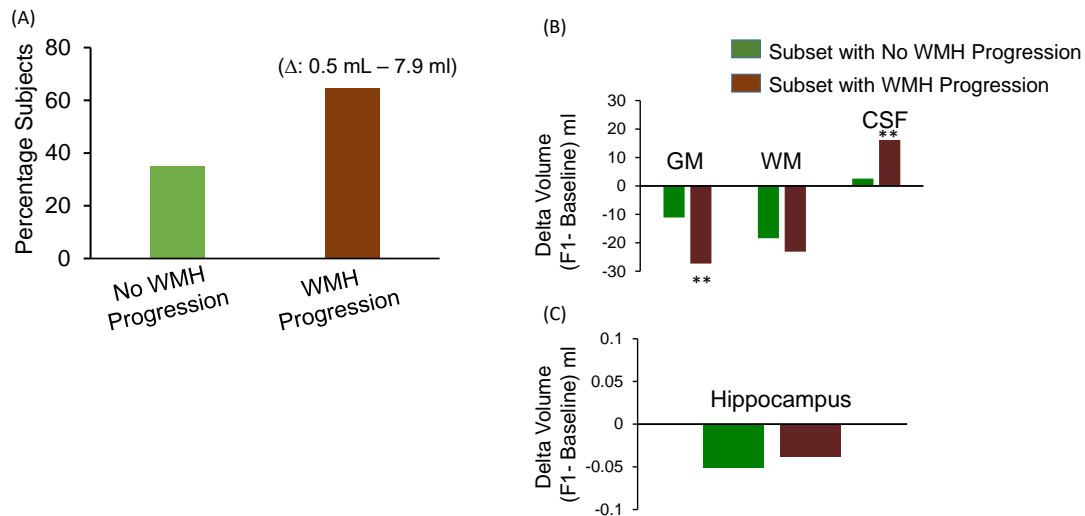 (A)
Percentage Subjects
80
60
40
20
0
(Δ: 0.5 mL – 7.9 ml)
No WMH
Progression
WMH
Progression
(B)
Subset with No WMH Progression
Subset with WMH Progression
Delta Volume
(F1- Baseline) ml
30
20
10
0
-10
-20
-30
GM
WM
CSF
**
**
(C)
Delta Volume
(F1- Baseline) ml
0.1
0.05
0
-0.05
-0.1
Hippocampus